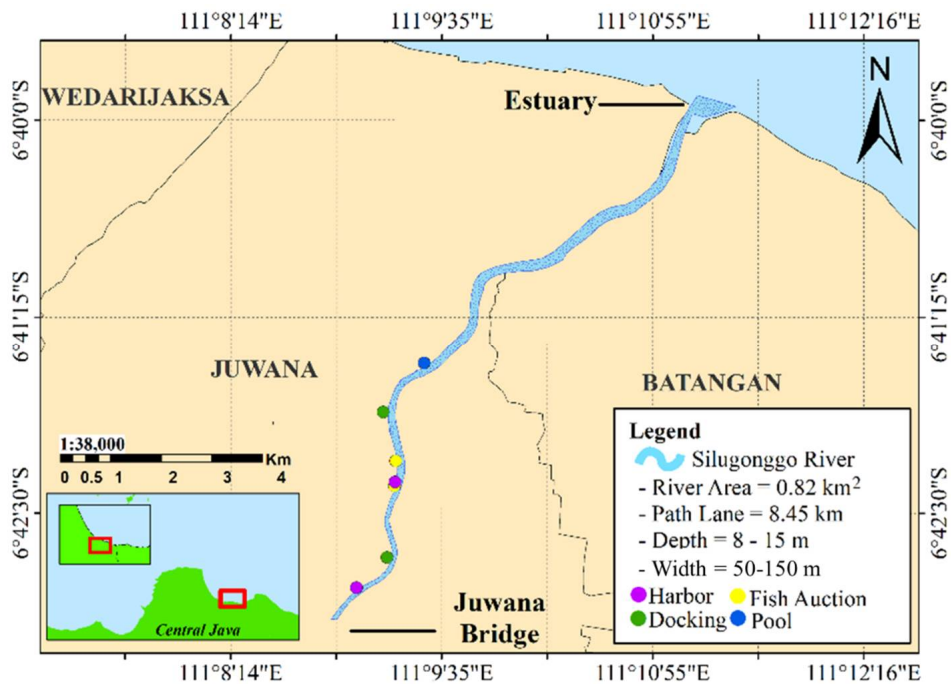 111°8'14"E 111°9'35"E 111°10'55"E 111°12'16"E
6°40'0"S
6°41'15"S
6°42'30"S
WEDARIJAKSA
Estuary
N
6°40'0"S
6°41'15"S
6°42'30"S
JUWANA
BATANGAN
1:38,000
0 0.5 1 2 3 4 Km
Central Java
Juwana
Bridge
Legend
Silugonggo River
- River Area = 0.82 km²
- Path Lane = 8.45 km
- Depth = 8 - 15 m
- Width = 50-150 m
Harbor Fish Auction
Docking Pool
111°8'14"E 111°9'35"E 111°10'55"E 111°12'16"E